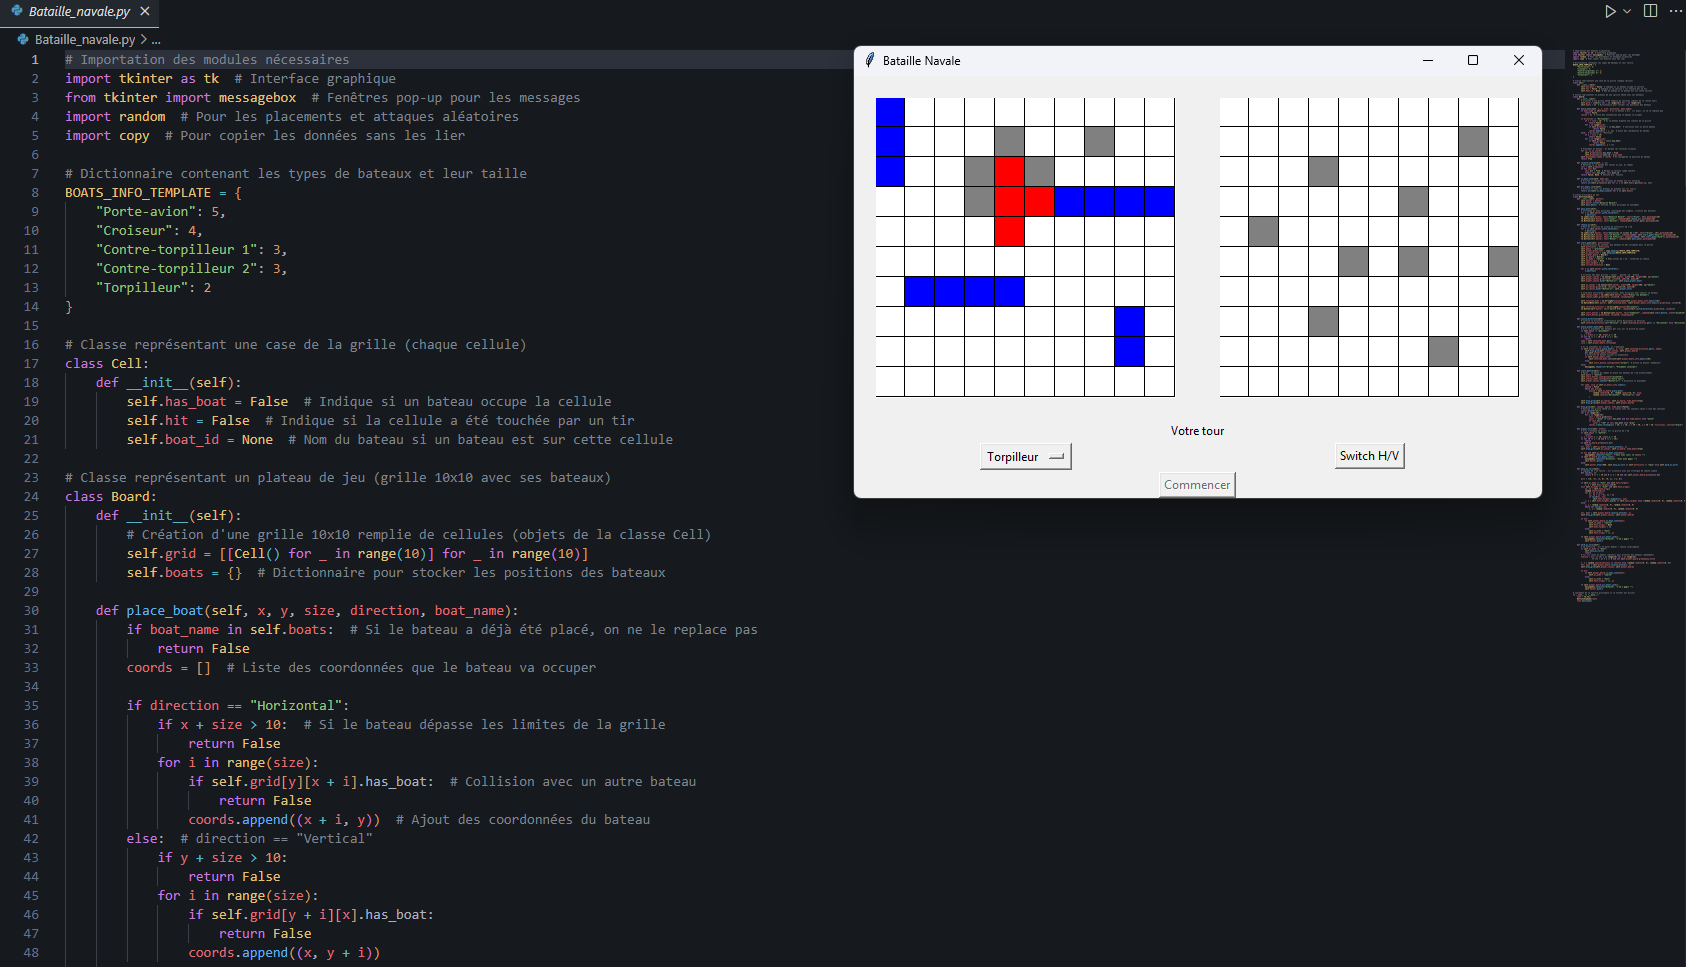 Bataille_navale.py
Bataille_navale.py > ...
1 # Importation des modules nécessaires
2 import tkinter as tk  # Interface graphique
3 from tkinter import messagebox  # Fenêtres pop-up pour les messages
4 import random  # Pour les placements et attaques aléatoires
5 import copy  # Pour copier les données sans les lier
6
7 # Dictionnaire contenant les types de bateaux et leur taille
8 BOATS_INFO_TEMPLATE = {
9     "Porte-avion": 5,
10     "Croiseur": 4,
11     "Contre-torpilleur 1": 3,
12     "Contre-torpilleur 2": 3,
13     "Torpilleur": 2
14 }
15
16 # Classe représentant une case de la grille (chaque cellule)
17 class Cell:
18     def __init__(self):
19         self.has_boat = False  # Indique si un bateau occupe la cellule
20         self.hit = False  # Indique si la cellule a été touchée par un tir
21         self.boat_id = None  # Nom du bateau si un bateau est sur cette cellule
22
23 # Classe représentant un plateau de jeu (grille 10x10 avec ses bateaux)
24 class Board:
25     def __init__(self):
26         # Création d'une grille 10x10 remplie de cellules (objets de la classe Cell)
27         self.grid = [[Cell() for _ in range(10)] for _ in range(10)]
28         self.boats = {}  # Dictionnaire pour stocker les positions des bateaux
29
30     def place_boat(self, x, y, size, direction, boat_name):
31         if boat_name in self.boats:  # Si le bateau a déjà été placé, on ne le replace pas
32             return False
33         coords = []  # Liste des coordonnées que le bateau va occuper
34
35         if direction == "Horizontal":
36             if x + size > 10:  # Si le bateau dépasse les limites de la grille
37                 return False
38             for i in range(size):
39                 if self.grid[y][x + i].has_boat:  # Collision avec un autre bateau
40                     return False
41                 coords.append((x + i, y))  # Ajout des coordonnées du bateau
42         else:  # direction == "Vertical"
43             if y + size > 10:
44                 return False
45             for i in range(size):
46                 if self.grid[y + i][x].has_boat:
47                     return False
48                 coords.append((x, y + i))
Bataille Navale
Votre tour
Torpilleur
Switch H/V
Commencer